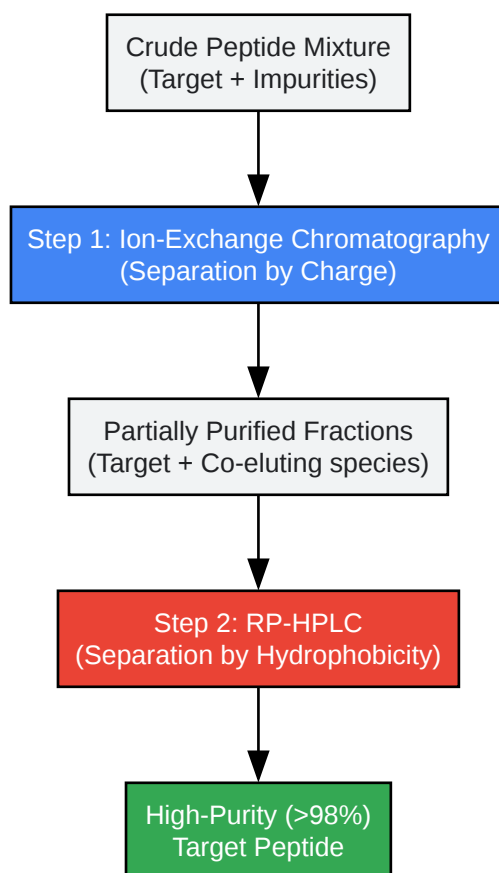 Crude Peptide Mixture
(Target + Impurities)
Step 1: Ion-Exchange Chromatography
(Separation by Charge)
Partially Purified Fractions
(Target + Co-eluting species)
Step 2: RP-HPLC
(Separation by Hydrophobicity)
High-Purity (>98%)
Target Peptide